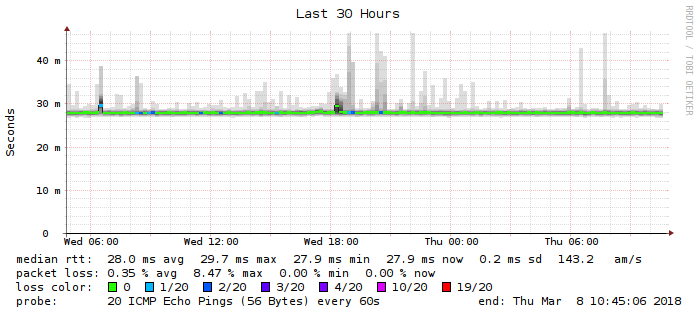 Last 30 Hours
RRDTOOL / TOBI OETIKER
Seconds
40 m
30 m
20 m
10 m
0
Wed 06:00 Wed 12:00 Wed 18:00 Thu 00:00 Thu 06:00
median rtt: 28.0 ms avg 29.7 ms max 27.9 ms min 27.9 ms now 0.2 ms sd 143.2 am/s
packet loss: 0.35 % avg 8.47 % max 0.00 % min 0.00 % now
loss color: 0 1/20 2/20 3/20 4/20 10/20 19/20
probe: 20 ICMP Echo Pings (56 Bytes) every 60s end: Thu Mar 8 10:45:06 2018